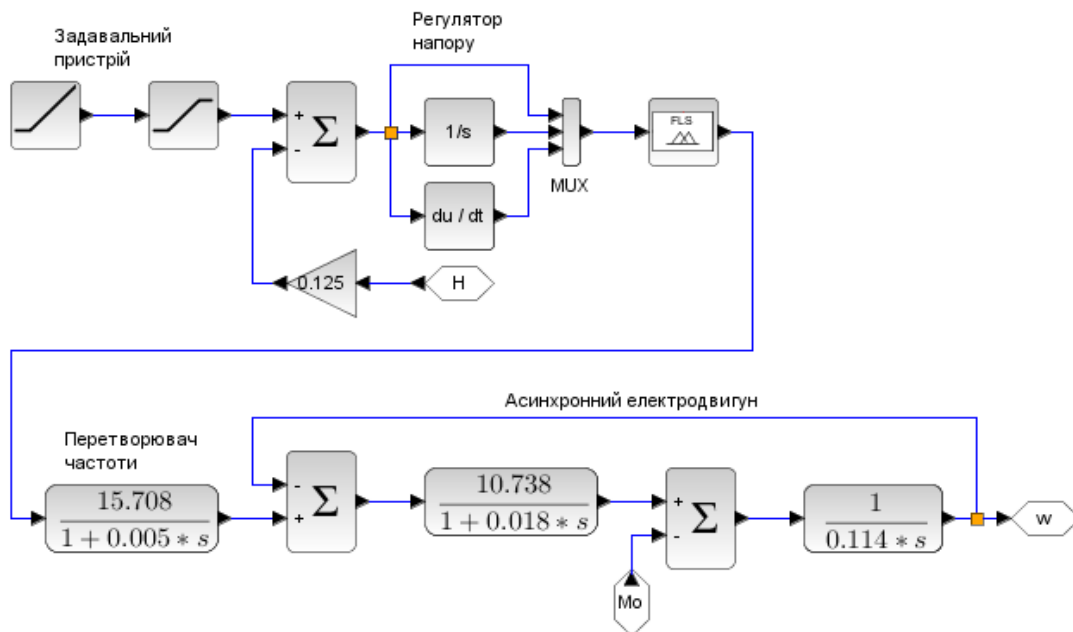 Задавальний
пристрій
Регулятор
напору
+
-
Σ
1/s
du / dt
MUX
FLS
0.125
H
Асинхронний електродвигун
Перетворювач
частоти
15.708
1 + 0.005 * s
-
+
Σ
10.738
1 + 0.018 * s
+
-
Σ
Mo
1
0.114 * s
w